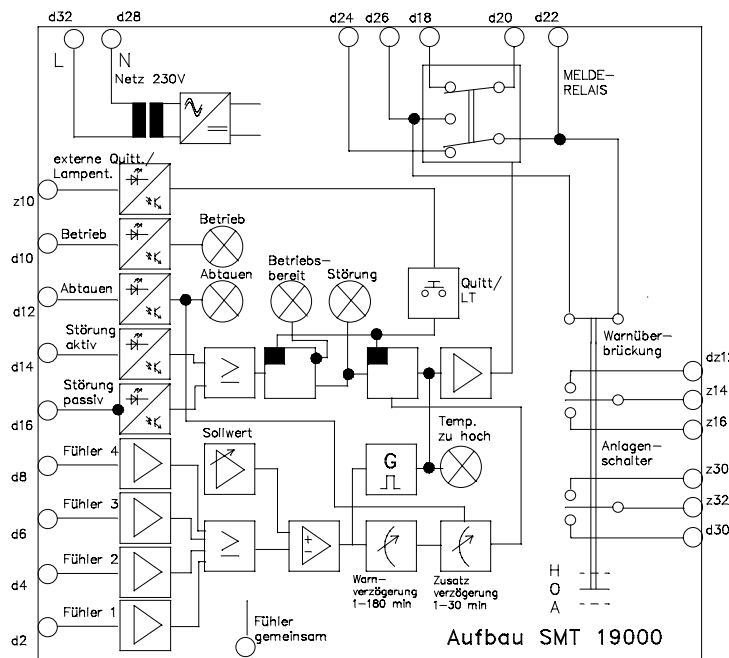 d32 d28 d24 d26 d18 d20 d22
L N
Netz 230V
MELDE-
RELAIS
externe Quitt./
Lampent.
z10
Betrieb
Betrieb
d10
Abtauen
Abtauen
d12
Betriebs-
bereit
Störung
Quitt/
LT
Störung
aktiv
d14
≥
Störung
passiv
d16
Warnüber-
brückung
dz12
z14
z16
Fühler 4
d8
Sollwert
G
Temp.
zu hoch
Anlagen-
schalter
z30
z32
d30
Fühler 3
d6
≥
+
-
Fühler 2
d4
Warn-
verzögerung
1-180 min
Zusatz
verzögerung
1-30 min
H
O
A
Fühler 1
d2
Fühler
gemeinsam
Aufbau SMT 19000